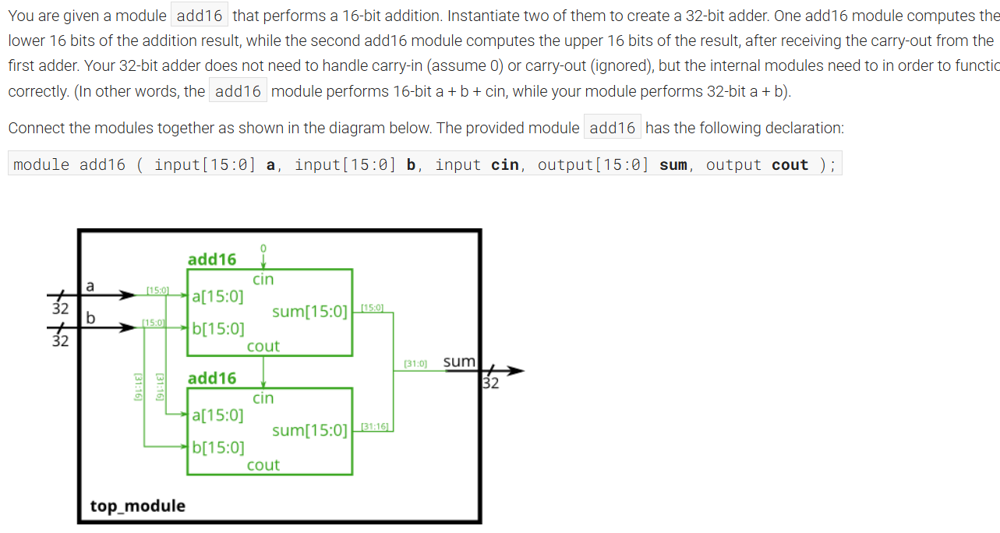 You are given a module add16 that performs a 16-bit addition. Instantiate two of them to create a 32-bit adder. One add16 module computes the
lower 16 bits of the addition result, while the second add16 module computes the upper 16 bits of the result, after receiving the carry-out from the
first adder. Your 32-bit adder does not need to handle carry-in (assume 0) or carry-out (ignored), but the internal modules need to in order to functic
correctly. (In other words, the add16 module performs 16-bit a + b + cin, while your module performs 32-bit a + b).
Connect the modules together as shown in the diagram below. The provided module add16 has the following declaration:
module add16 ( input[15:0] a, input[15:0] b, input cin, output[15:0] sum, output cout );
0
add16
cin
a
[15:0]
a[15:0]
32
sum[15:0]
[15:0]
b
[15:0]
b[15:0]
32
cout
[31:0]
sum
32
[31:16]
[31:16]
add16
cin
a[15:0]
sum[15:0]
[31:16]
b[15:0]
cout
top_module